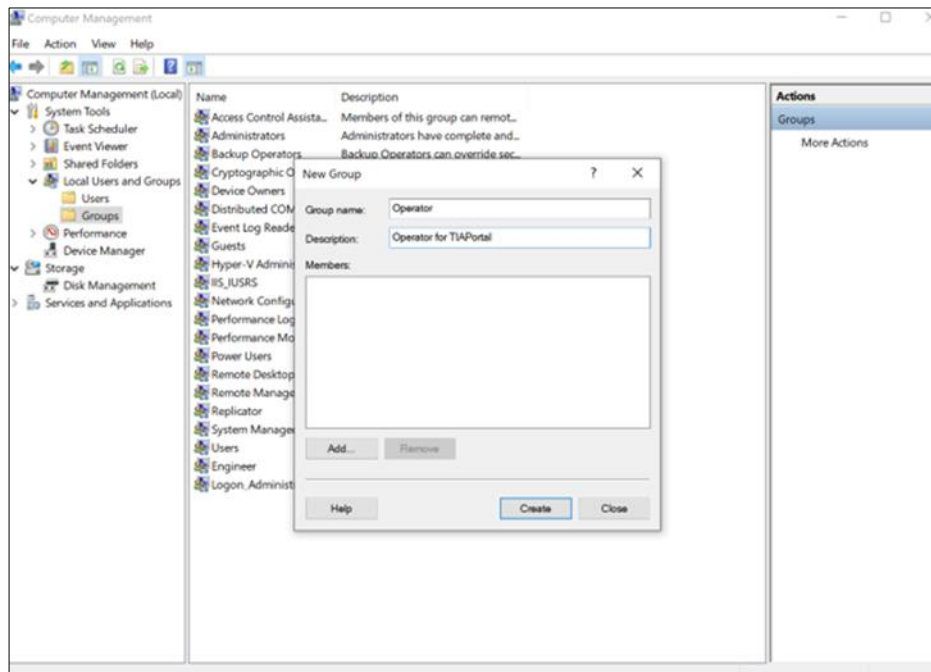 Computer Management
File Action View Help
Computer Management (Local)
System Tools
Task Scheduler
Event Viewer
Shared Folders
Local Users and Groups
Users
Groups
Performance
Device Manager
Storage
Disk Management
Services and Applications
Name Description
Access Control Assista... Members of this group can remot...
Administrators Administrators have complete and...
Backup Operators Backup Operators can override sec...
Cryptographic O
Device Owners
Distributed COM
Event Log Reade
Guests
Hyper-V Adminis
IIS_IUSRS
Network Configu
Performance Log
Performance Mo
Power Users
Remote Desktop
Remote Manage
Replicator
System Manage
Users
Engineer
Logon_Administ
New Group ?
Group name: Operator
Description: Operator for TIAPortal
Members:
Add... Remove
Help Create Close
Actions
Groups
More Actions